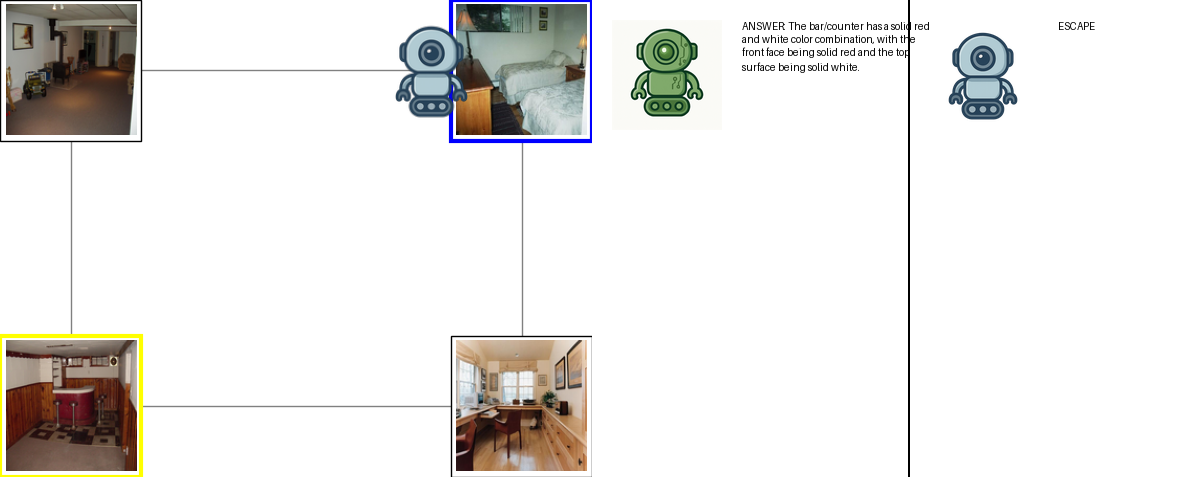 ANSWER: The bar/counter has a solid red
and white color combination, with the
front face being solid red and the top
surface being solid white.
ESCAPE